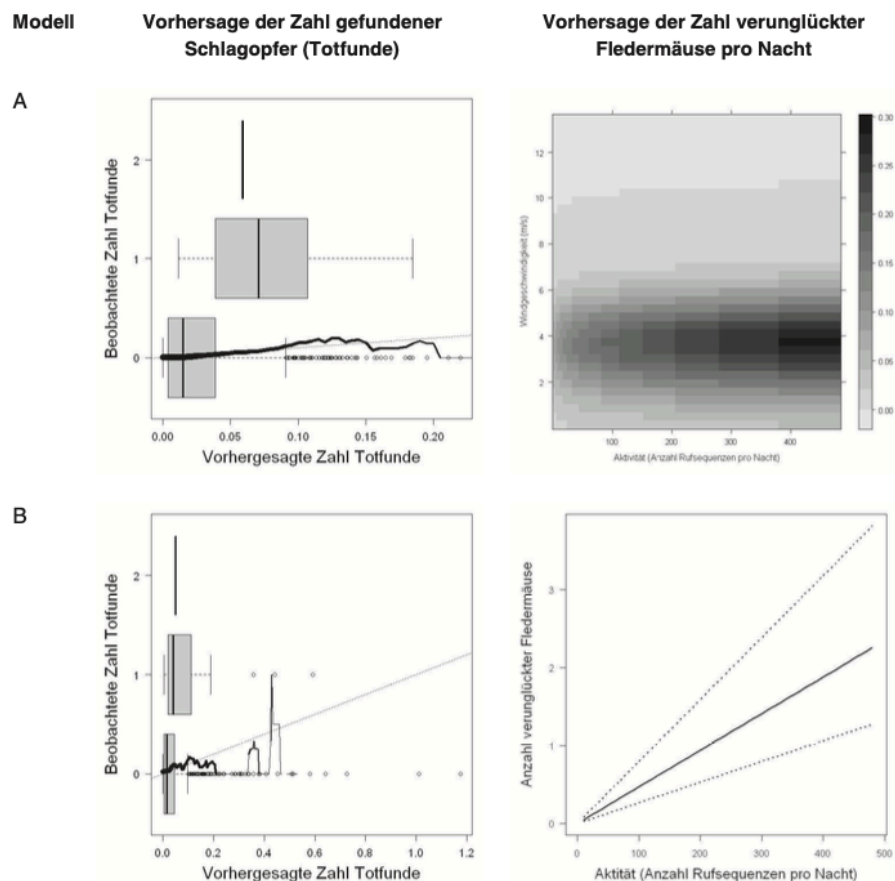 Modell
Vorhersage der Zahl gefundener
Schlagopfer (Totfunde)
Vorhersage der Zahl verunglückter
Fledermäuse pro Nacht
A
Beobachtete Zahl Totfunde
2
1
0
0.00 0.05 0.10 0.15 0.20
Vorhergesagte Zahl Totfunde
Windgeschwindigkeit (m/s)
12
10
8
6
4
2
100 200 300 400
Aktivität (Anzahl Rufsequenzen pro Nacht)
0.30
0.25
0.20
0.15
0.10
0.05
0.00
B
Beobachtete Zahl Totfunde
2
1
0
0.0 0.2 0.4 0.6 0.8 1.0 1.2
Vorhergesagte Zahl Totfunde
Anzahl verunglückter Fledermäuse
3
2
1
0
0 100 200 300 400 500
Aktität (Anzahl Rufsequenzen pro Nacht)